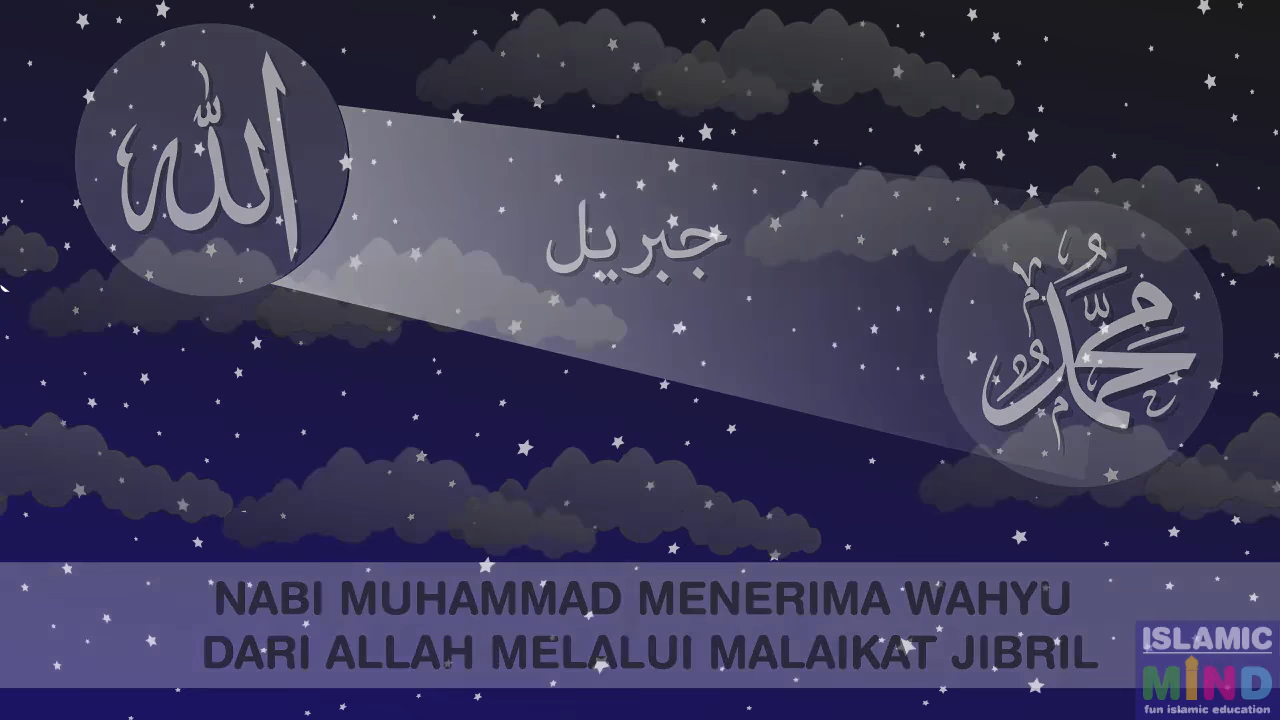 الله
جبريل
محمد
NABI MUHAMMAD MENERIMA WAHYU
DARI ALLAH MELALUI MALAIKAT JIBRIL
ISLAMIC
MIND
fun islamic education